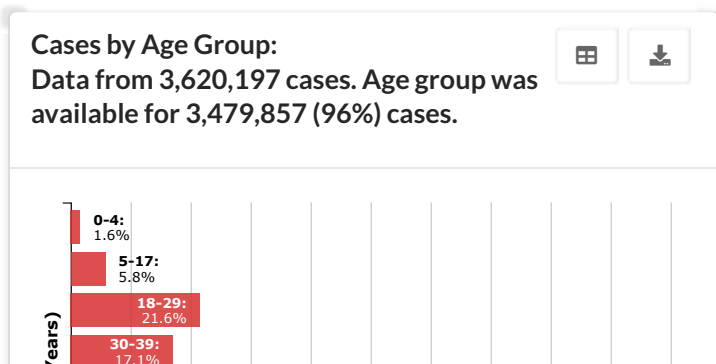 Cases by Age Group:
Data from 3,620,197 cases. Age group was
available for 3,479,857 (96%) cases.
0-4:
1.6%
5-17:
5.8%
18-29:
21.6%
30-39:
17.1%